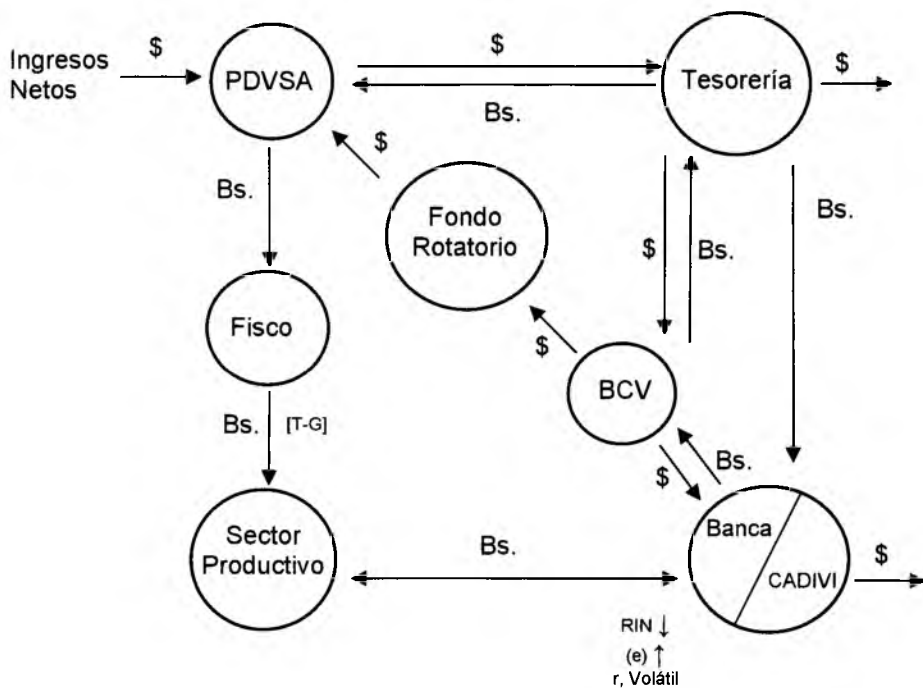 Ingresos
Netos
$
PDVSA
$
Bs.
Tesorería
$
Bs.
$
Fondo
Rotatorio
$
Bs.
Bs.
Fisco
$
BCV
Bs.
[T-G]
$
Bs.
Sector
Productivo
Bs.
Banca
CADIVI
$
RIN ↓
(e) ↑
r, Volátil